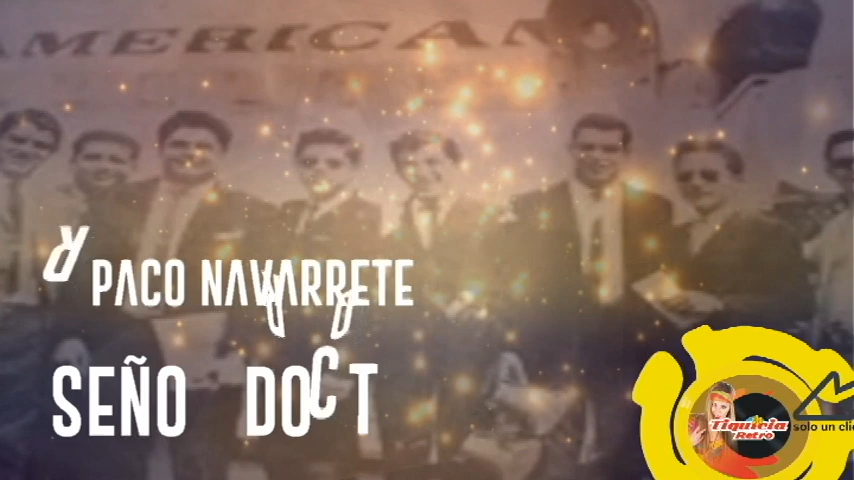 AMERICAN
PACO NAVARRETE
SEÑO DOCT
Tiquicia
Retro
solo un clic